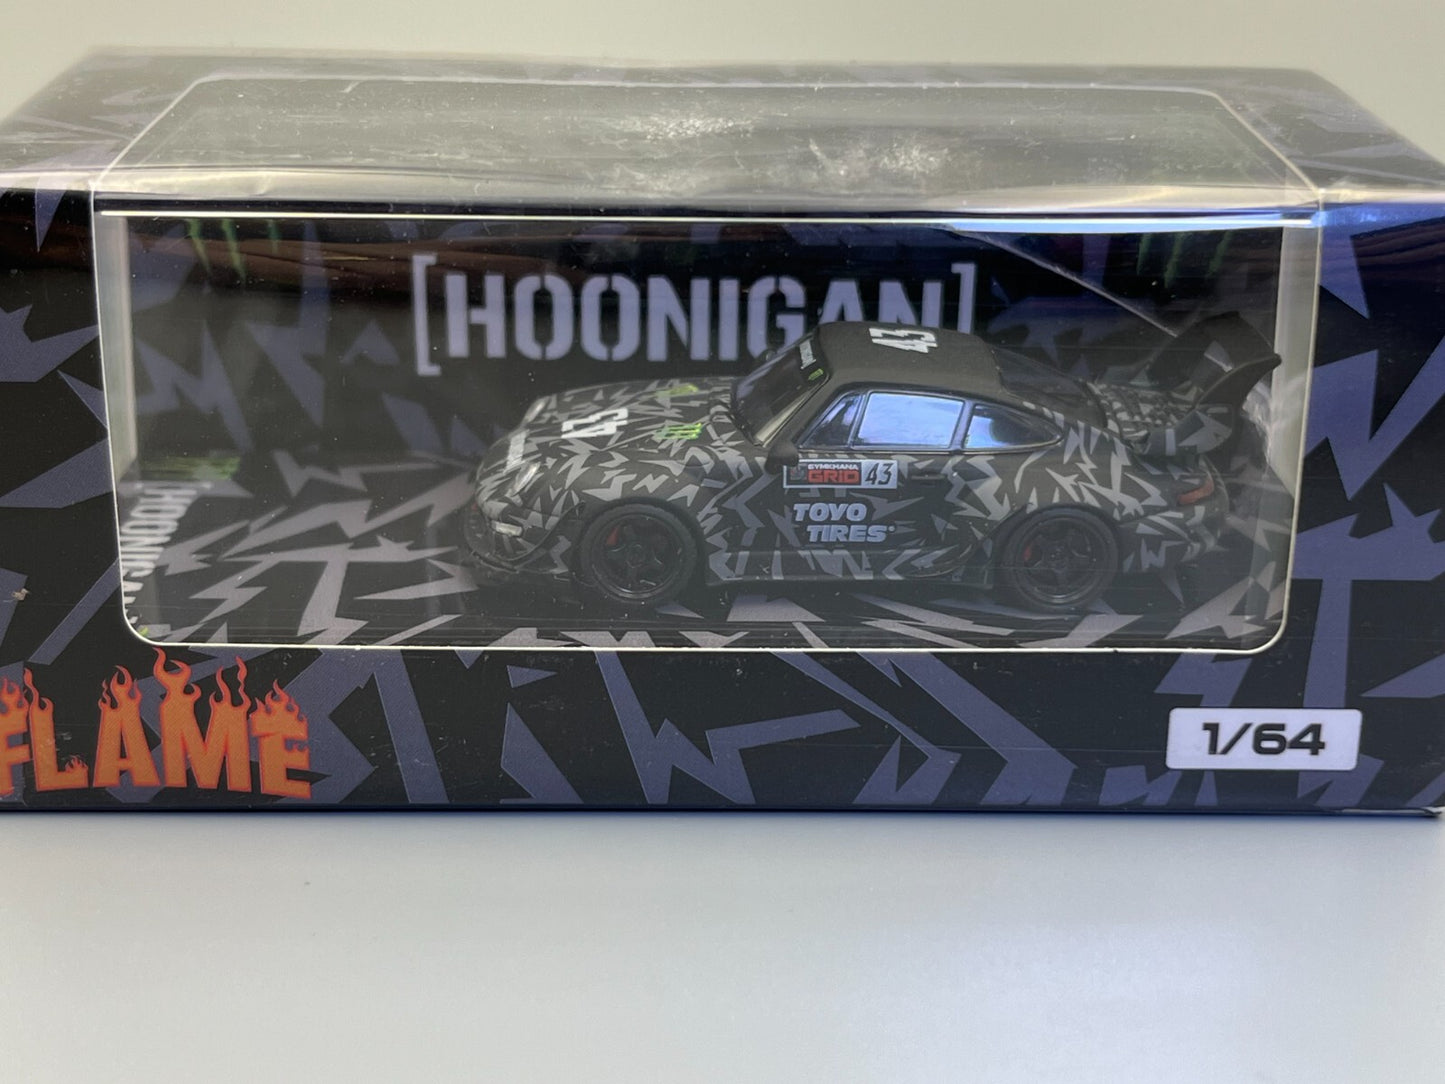 [HOONIGAN]
43
43
GYMKHANA
GRID 43
TOYO
TIRES
[HOONIGAN
FLAME
1/64